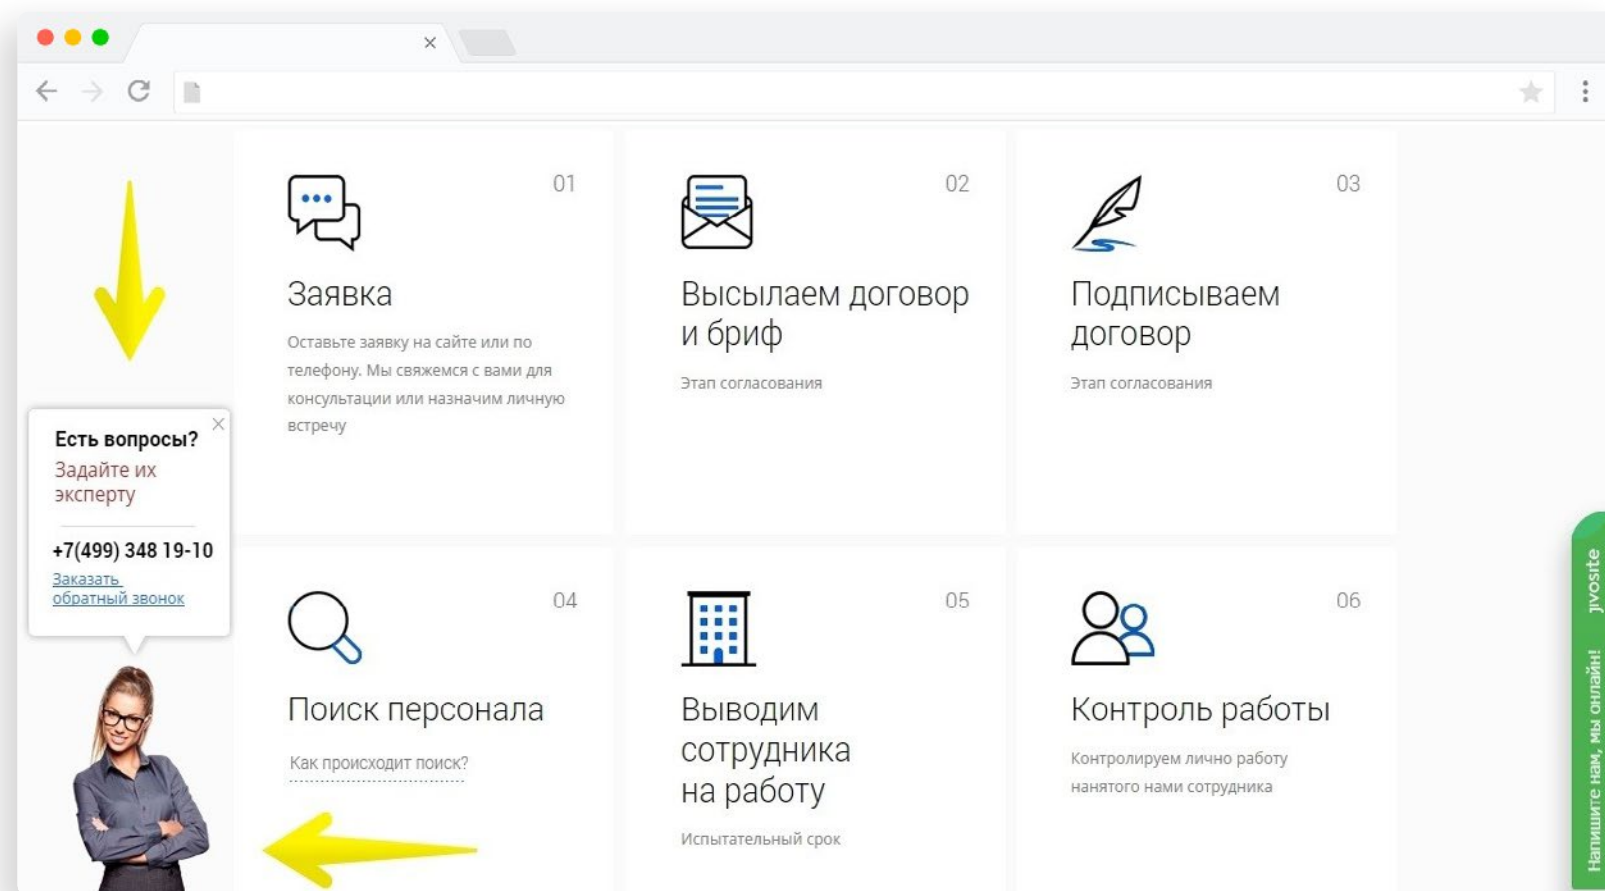 01
Заявка
Оставьте заявку на сайте или по
телефону. Мы свяжемся с вами для
консультации или назначим личную
встречу
02
Высылаем договор
и бриф
Этап согласования
03
Подписываем
договор
Этап согласования
Есть вопросы?
Задайте их
эксперту
+7(499) 348 19-10
Заказать
обратный звонок
04
Поиск персонала
Как происходит поиск?
05
Выводим
сотрудника
на работу
Испытательный срок
06
Контроль работы
Контролируем лично работу
нанятого нами сотрудника
Напишите нам, мы онлайн! jivosite